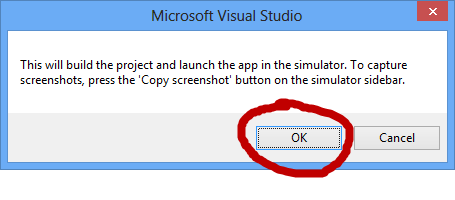 Microsoft Visual Studio
This will build the project and launch the app in the simulator. To capture
screenshots, press the 'Copy screenshot' button on the simulator sidebar.
OK
Cancel